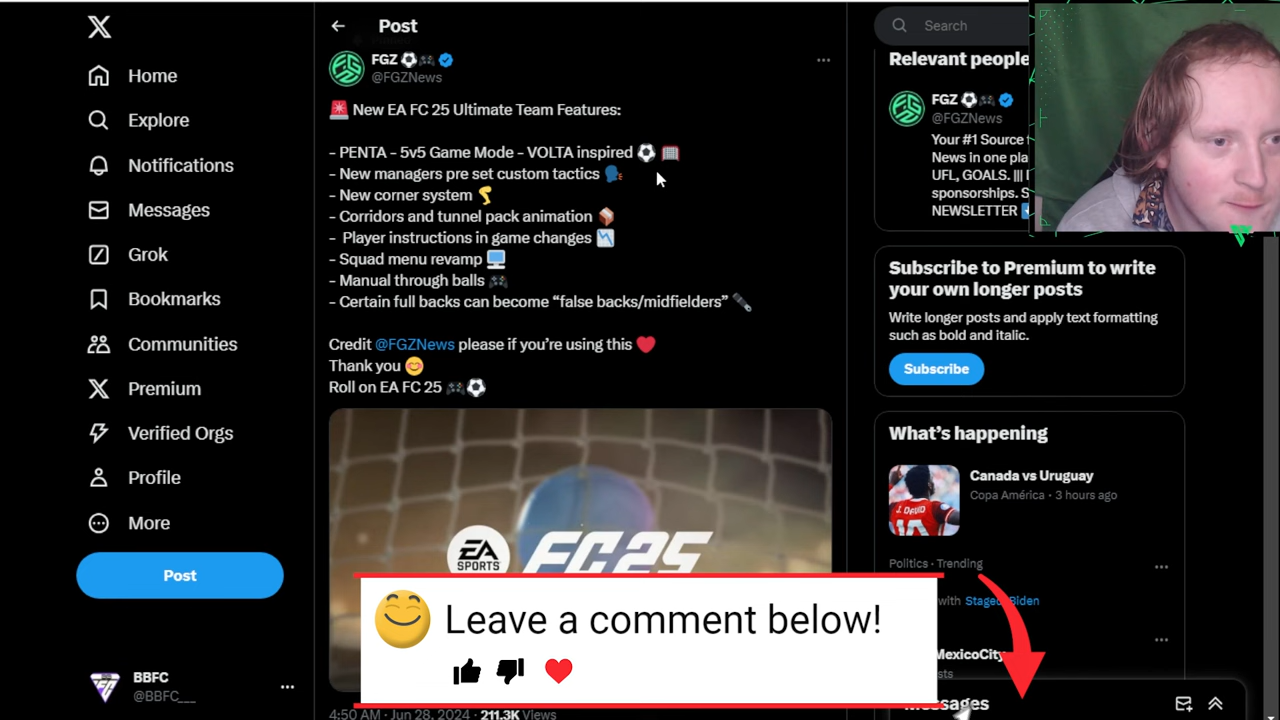 Post
Search
Home
Explore
Notifications
Messages
Grok
Bookmarks
Communities
Premium
Verified Orgs
Profile
More
Post
BBFC
@BBFC___
FGZ
@FGZNews
New EA FC 25 Ultimate Team Features:
- PENTA - 5v5 Game Mode - VOLTA inspired
- New managers pre set custom tactics
- New corner system
- Corridors and tunnel pack animation
- Player instructions in game changes
- Squad menu revamp
- Manual through balls
- Certain full backs can become “false backs/midfielders”
Credit @FGZNews please if you’re using this
Thank you
Roll on EA FC 25
EA
SPORTS
FC25
Leave a comment below!
4:50 AM · Jun 28, 2024 · 211.3K Views
Relevant people
FGZ
@FGZNews
Your #1 Source
News in one pla
UFL, GOALS. ||| D
sponsorships. S
NEWSLETTER
Subscribe to Premium to write
your own longer posts
Write longer posts and apply text formatting
such as bold and italic.
Subscribe
What’s happening
Canada vs Uruguay
Copa América · 3 hours ago
J. DAVID
10
Politics · Trending
with Staged Biden
MexicoCity
sts
Messages